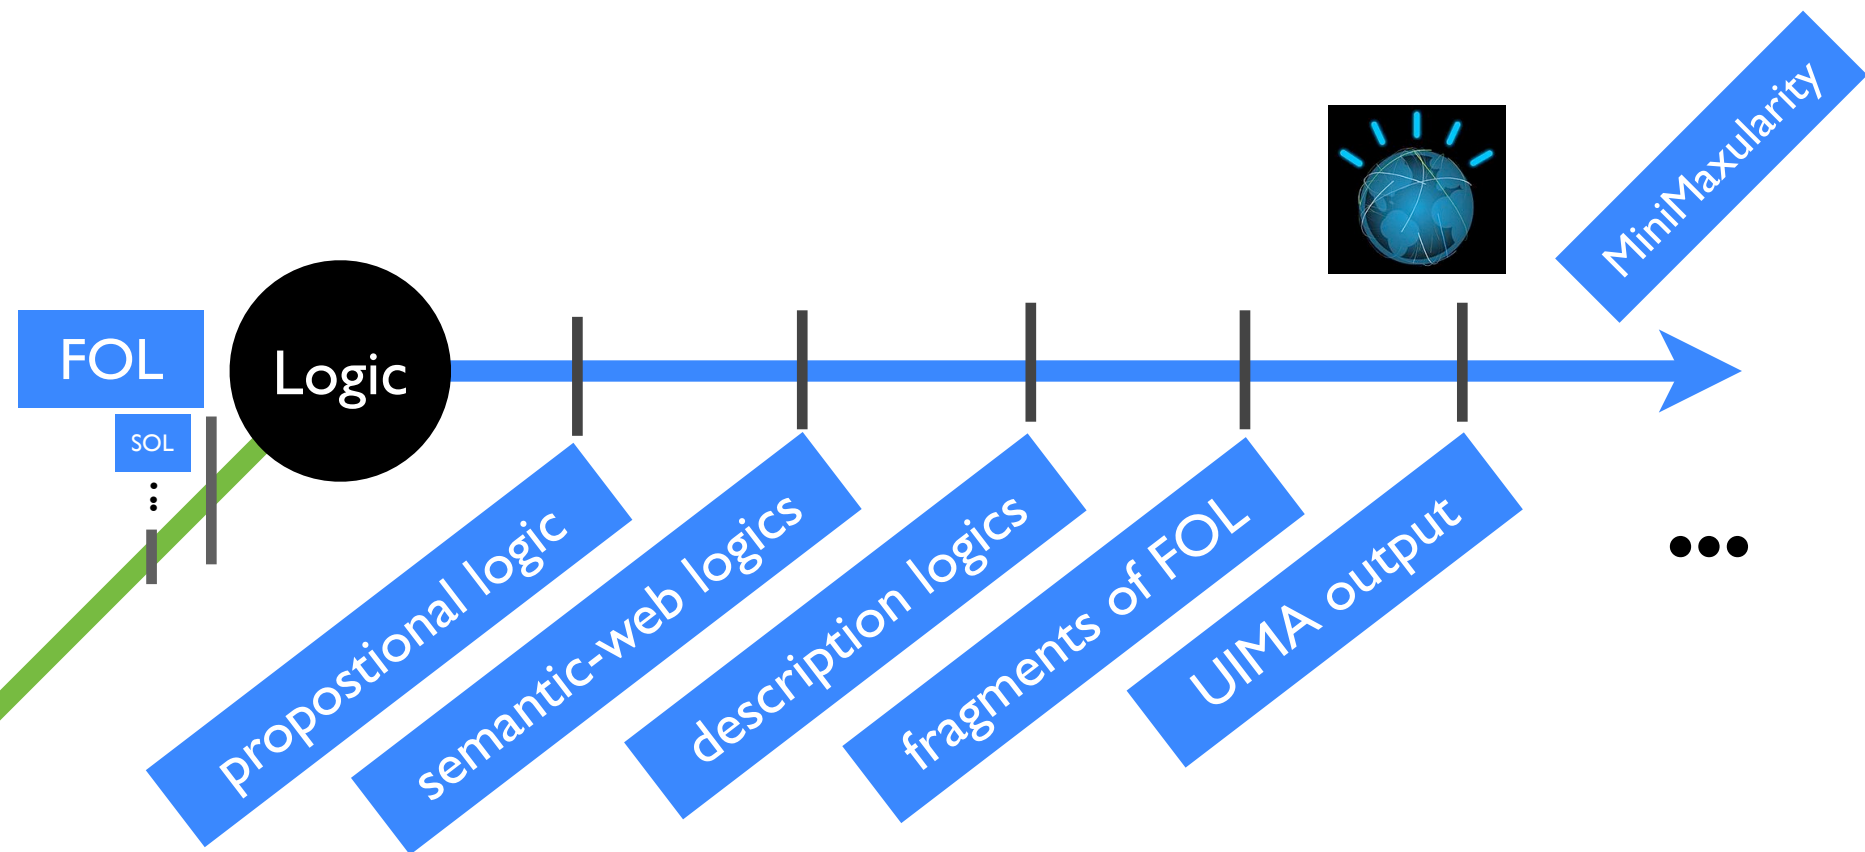 MiniMaxularity
FOL
Logic
SOL
propostional logic
semantic-web logics
description logics
fragments of FOL
UIMA output